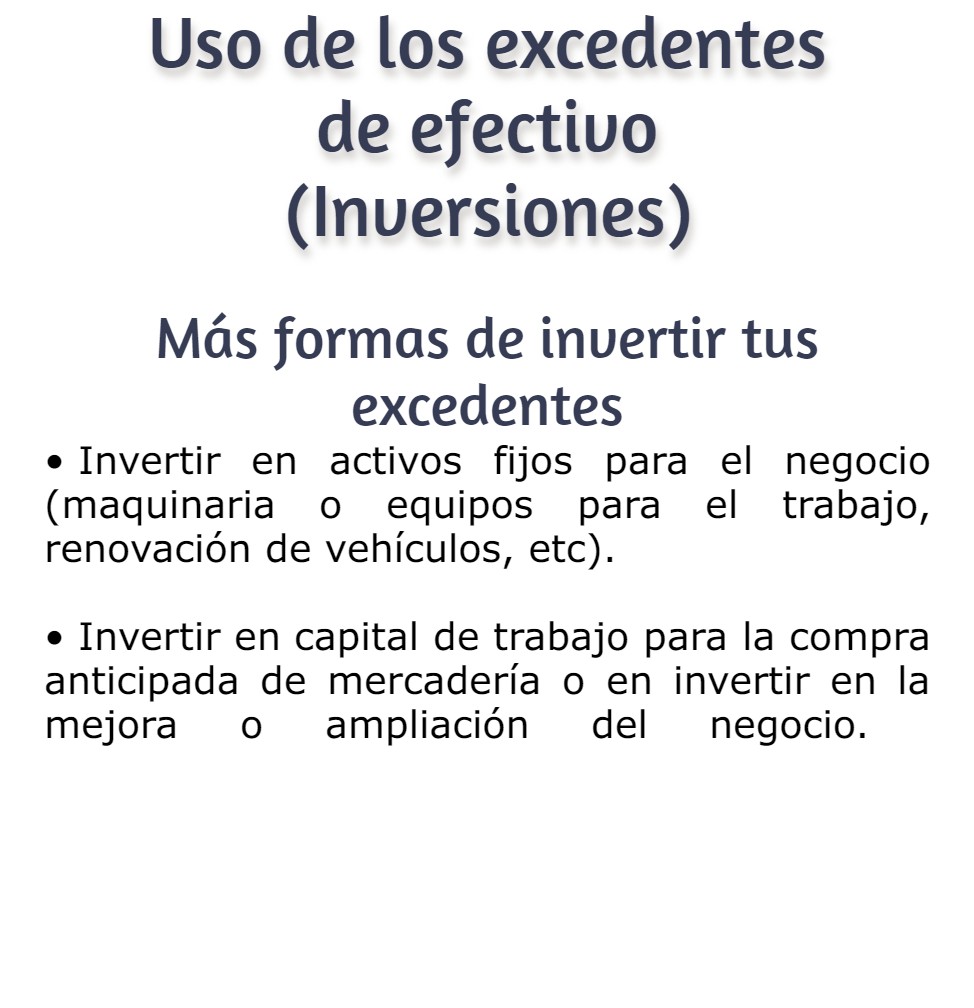 Uso de los excedentes
de efectivo
(Inversiones)
Más formas de invertir tus
excedentes
• Invertir en activos fijos para el negocio
(maquinaria o equipos para el trabajo,
renovación de vehículos, etc).
• Invertir en capital de trabajo para la compra
anticipada de mercadería o en invertir en la
mejora o ampliación del negocio.